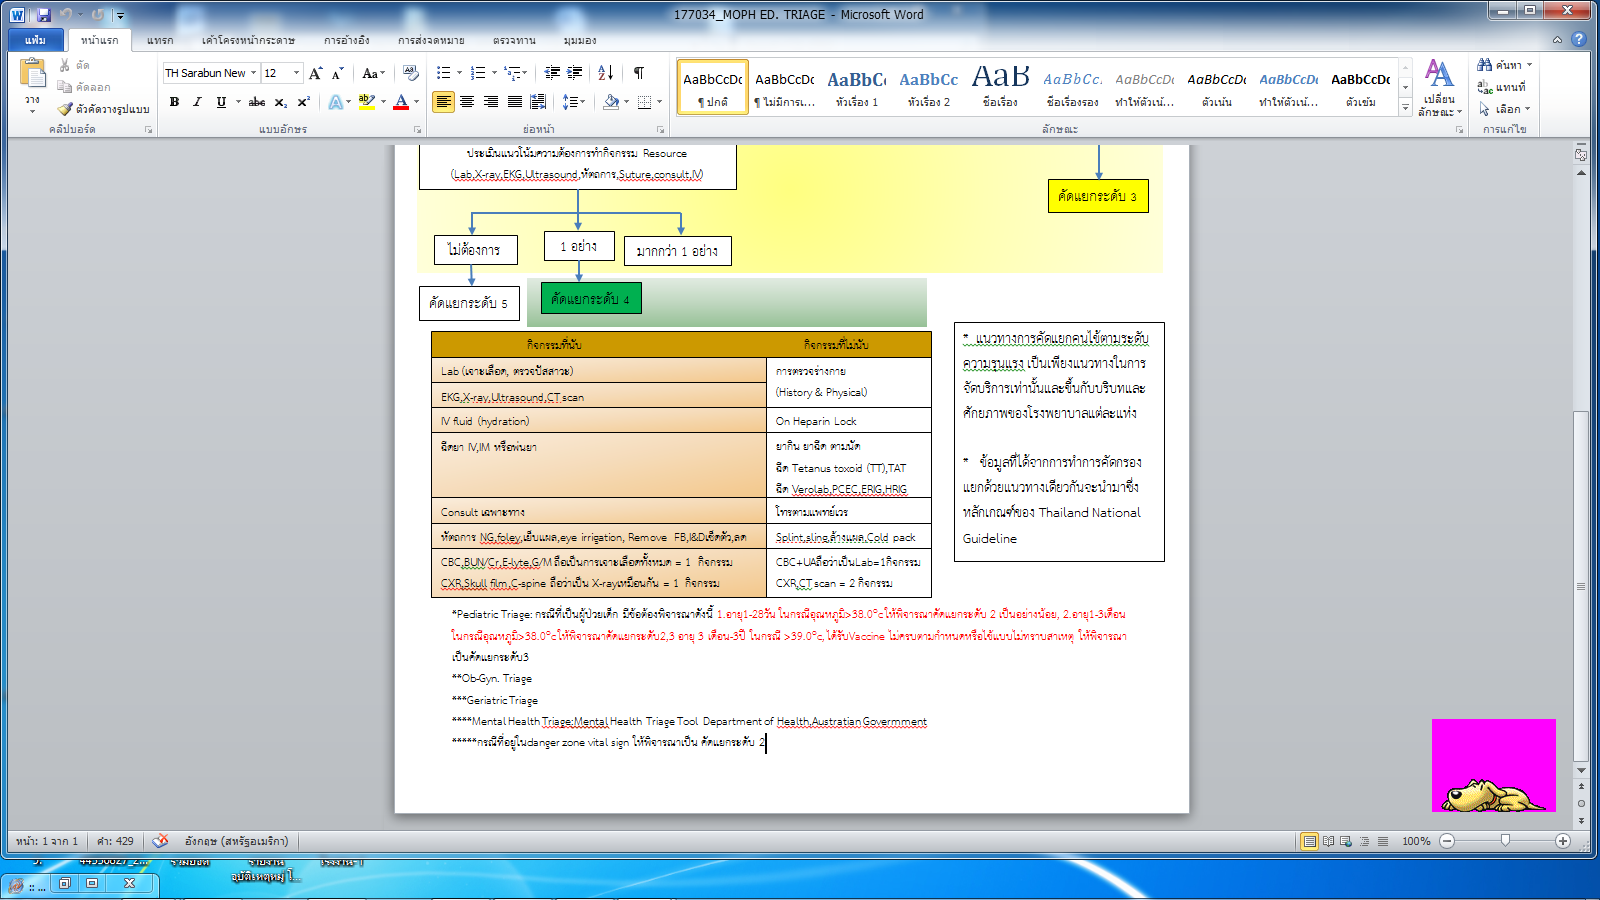 177034_MOPH ED. TRIAGE - Microsoft Word
แฟ้ม หน้าแรก แทรก เค้าโครงหน้ากระดาษ การอ้างอิง การส่งจดหมาย ตรวจทาน มุมมอง
วาง
ตัด
คัดลอก
ตัวคัดวางรูปแบบ
คลิปบอร์ด
TH Sarabun New 12
แบบอักษร
ย่อหน้า
AaBbCcDc AaBbCcDc AaBbCc AaBbCc AaB AaBbCc. AaBbCcDc AaBbCcDc AaBbCcDc AaBbCcDc
¶ ปกติ ¶ ไม่มีการเ... หัวเรื่อง 1 หัวเรื่อง 2 ชื่อเรื่อง ชื่อเรื่องรอง ทำให้ตัวเน้... ตัวเน้น ทำให้ตัวเน้... ตัวเข้ม
ลักษณะ
เปลี่ยน
ลักษณะ
ค้นหา
แทนที่
เลือก
การแก้ไข
ประเมินแนวโน้มความต้องการทำกิจกรรม Resource
(Lab,X-ray,EKG,Ultrasound,หัตถการ,Suture,consult,IV)
คัดแยกระดับ 3
ไม่ต้องการ
1 อย่าง
มากกว่า 1 อย่าง
คัดแยกระดับ 5
คัดแยกระดับ 4
กิจกรรมที่นับ กิจกรรมที่ไม่นับ
Lab (เจาะเลือด, ตรวจปัสสาวะ) การตรวจร่างกาย
EKG,X-ray,Ultrasound,CT scan (History & Physical)
IV fluid (hydration) On Heparin Lock
ฉีดยา IV,IM หรือพ่นยา ยากิน ยาฉีด ตามนัด
ฉีด Tetanus toxoid (TT),TAT
ฉีด Verolab,PCEC,ERIG,HRIG
Consult เฉพาะทาง โทรตามแพทย์เวร
หัตถการ NG,foley,เย็บแผล,eye irrigation, Remove FB,I&Dเช็ดตัว,ลด Splint,sling,ล้างแผล,Cold pack
CBC,BUN/Cr,E-lyte,G/M ถือเป็นการเจาะเลือดทั้งหมด = 1 กิจกรรม CBC+UAถือว่าเป็นLab=1กิจกรรม
CXR,Skull film,C-spine ถือว่าเป็น X-rayเหมือนกัน = 1 กิจกรรม CXR,CT scan = 2 กิจกรรม
* แนวทางการคัดแยกคนไข้ตามระดับ
ความรุนแรง เป็นเพียงแนวทางในการ
จัดบริการเท่านั้นและขึ้นกับบริบทและ
ศักยภาพของโรงพยาบาลแต่ละแห่ง
* ข้อมูลที่ได้จากการทำการคัดกรอง
แยกด้วยแนวทางเดียวกันจะนำมาซึ่ง
หลักเกณฑ์ของ Thailand National
Guideline
*Pediatric Triage: กรณีที่เป็นผู้ป่วยเด็ก มีข้อต้องพิจารณาดังนี้ 1.อายุ1-28วัน ในกรณีอุณหภูมิ>38.0°cให้พิจารณาคัดแยกระดับ 2 เป็นอย่างน้อย, 2.อายุ1-3เดือน
ในกรณีอุณหภูมิ>38.0°cให้พิจารณาคัดแยกระดับ2,3 อายุ 3 เดือน-3ปี ในกรณี >39.0°c, ได้รับVaccine ไม่ครบตามกำหนดหรือไข้แบบไม่ทราบสาเหตุ ให้พิจารณา
เป็นคัดแยกระดับ3
**Ob-Gyn. Triage
***Geriatric Triage
****Mental Health Triage:Mental Health Triage Tool Department of Health,Austratian Government
*****กรณีที่อยู่ในdanger zone vital sign ให้พิจารณาเป็น คัดแยกระดับ 2
หน้า: 1 จาก 1 คำ: 429 อังกฤษ (สหรัฐอเมริกา) 100%
รวมยอด รายงาน
อุบัติเหตุหมู่ โ...
:: ...